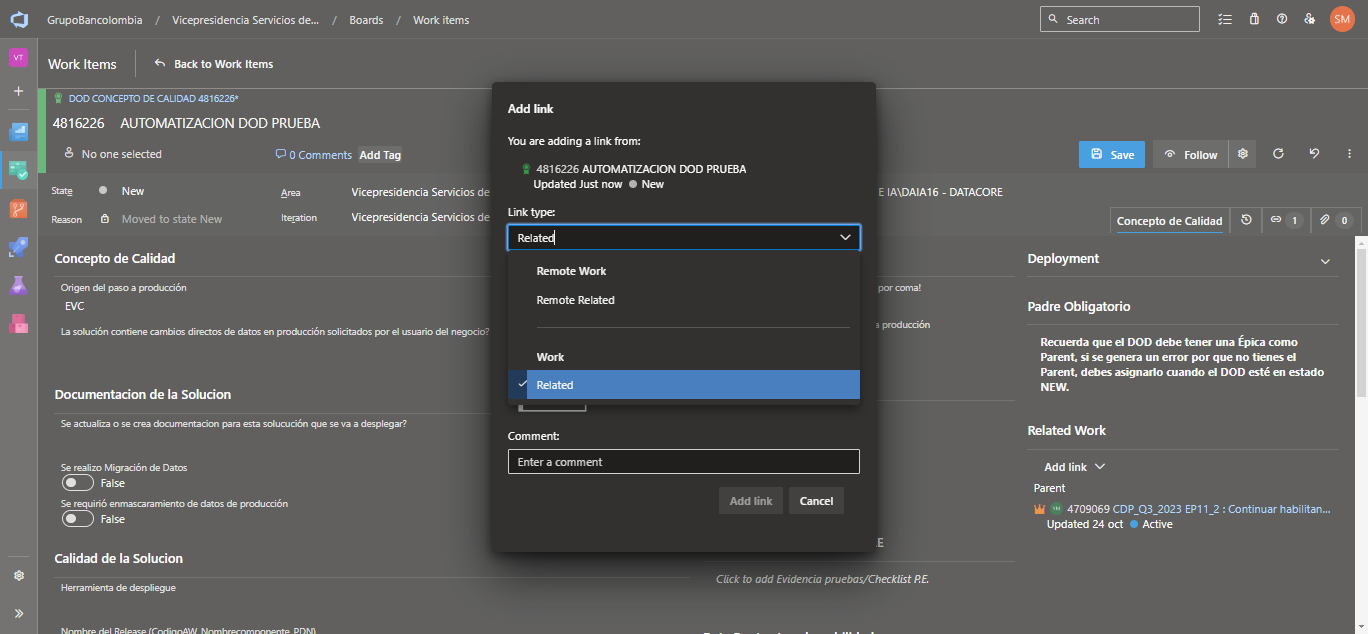 GrupoBancolombia / Vicepresidencia Servicios de... / Boards / Work items
Search
SM
VT
Work Items
Back to Work Items
DOD CONCEPTO DE CALIDAD 4816226*
4816226 AUTOMATIZACION DOD PRUEBA
No one selected
0 Comments
Add Tag
Save
Follow
State
New
Area
Vicepresidencia Servicios de
E IA\DAIA16 - DATACORE
Reason
Moved to state New
Iteration
Vicepresidencia Servicios de
Concepto de Calidad
1
0
Concepto de Calidad
Origen del paso a producción
EVC
La solución contiene cambios directos de datos en producción solicitados por el usuario del negocio?
por coma!
a producción
Documentacion de la Solucion
Se actualiza o se crea documentacion para esta solucución que se va a desplegar?
Se realizo Migración de Datos
False
Se requirió enmascaramiento de datos de producción
False
Calidad de la Solucion
Herramienta de despliegue
Nombre del Release (CodigoAW_Nombrecomponente_PDN)
Click to add Evidencia pruebas/Checklist P.E.
Add link
You are adding a link from:
4816226 AUTOMATIZACION DOD PRUEBA
Updated Just now
New
Link type:
Related
Remote Work
Remote Related
Work
Related
Comment:
Enter a comment
Add link
Cancel
Deployment
Padre Obligatorio
Recuerda que el DOD debe tener una Épica como
Parent, si se genera un error por que no tienes el
Parent, debes asignarlo cuando el DOD esté en estado
NEW.
Related Work
Add link
Parent
4709069 CDP_Q3_2023 EP11_2 : Continuar habilitan...
Updated 24 oct
Active